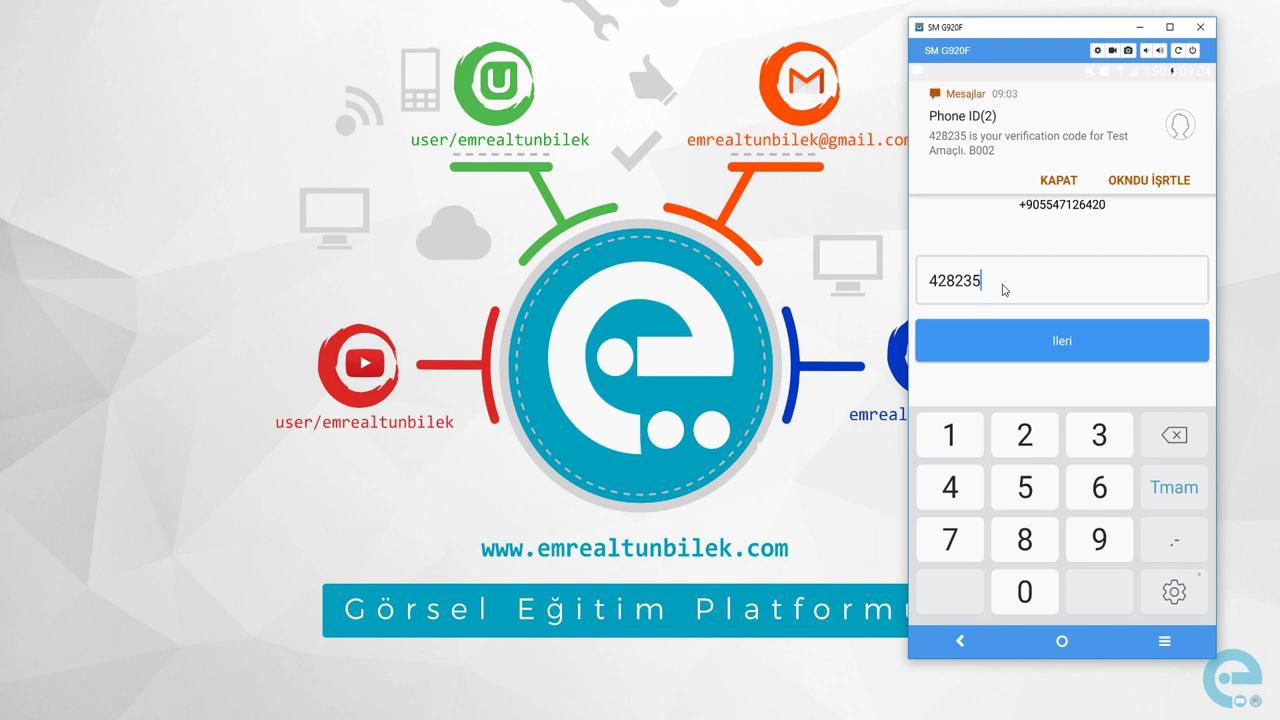 user/emrealtunbilek
emrealtunbilek@gmail.com
user/emrealtunbilek
emreal
www.emrealtunbilek.com
Görsel Eğitim Platformu
SM G920F
SM G920F
09:04
Mesajlar 09:03
Phone ID(2)
428235 is your verification code for Test
Amaçlı. B002
KAPAT OKNDU İŞRTLE
+905547126420
428235
Ileri
1 2 3
4 5 6 Tmam
7 8 9 .-
0